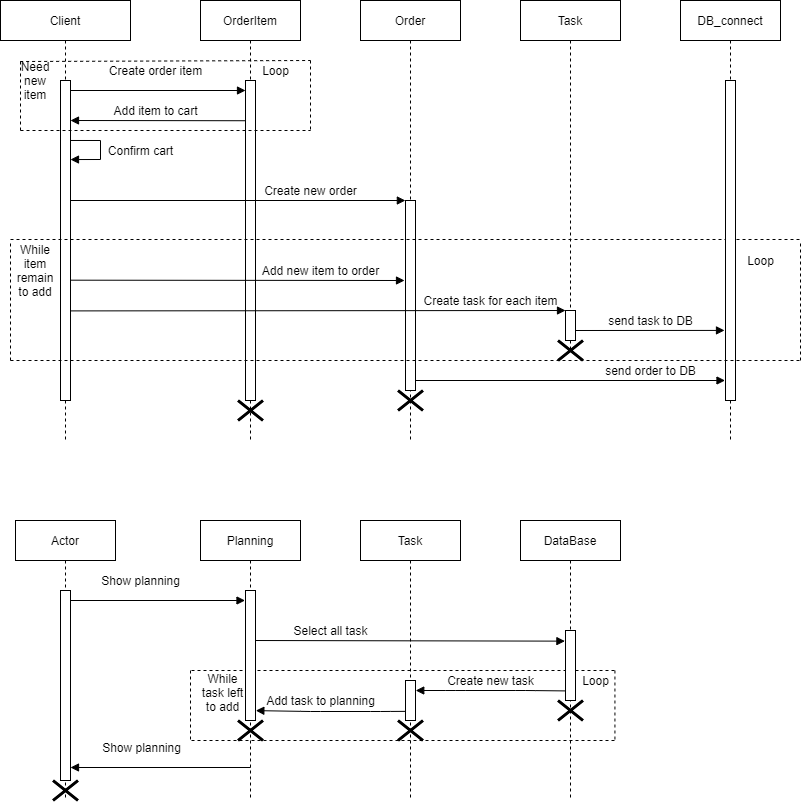 Client
OrderItem
Order
Task
DB_connect
Need
new
item
Create order item
Loop
Add item to cart
Confirm cart
Create new order
While
item
remain
to add
Loop
Add new item to order
Create task for each item
send task to DB
send order to DB
Actor
Planning
Task
DataBase
Show planning
Select all task
While
task left
to add
Create new task
Loop
Add task to planning
Show planning